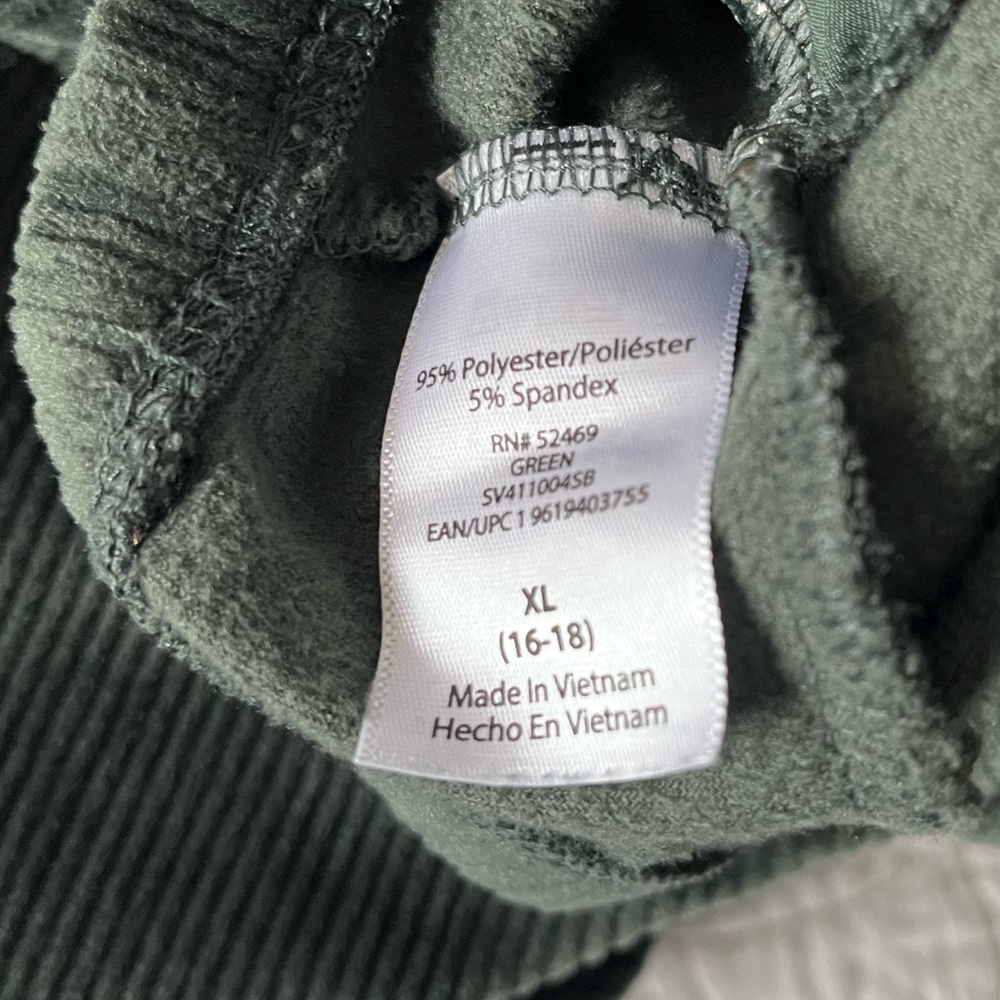 95% Polyester/Poliéster
5% Spandex
RN# 52469
GREEN
SV411004SB
EAN/UPC 1 9619403755
XL
(16-18)
Made In Vietnam
Hecho En Vietnam